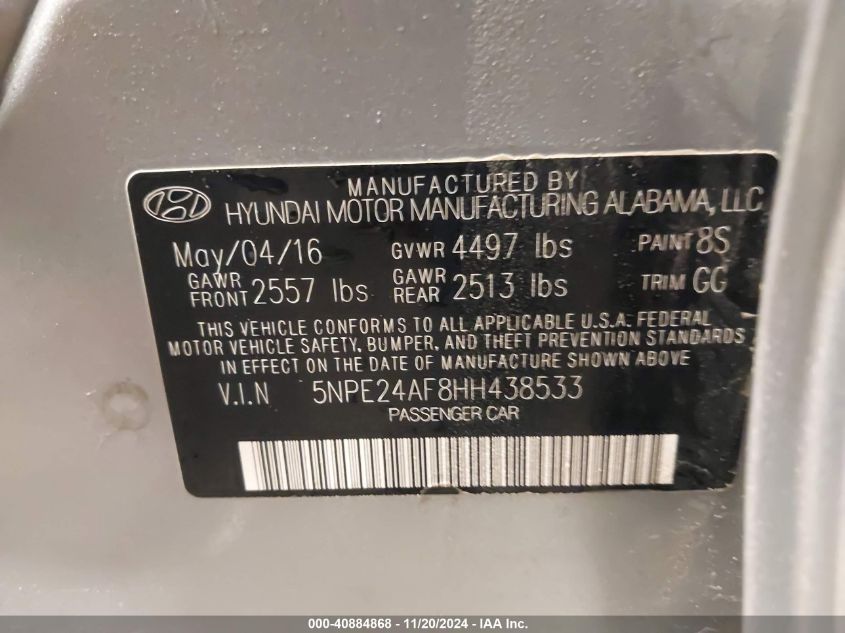 MANUFACTURED BY
HYUNDAI MOTOR MANUFACTURING ALABAMA, LLC
May/04/16 GVWR 4497 lbs PAINT 8S
GAWR FRONT 2557 lbs GAWR REAR 2513 lbs TRIM GG
THIS VEHICLE CONFORMS TO ALL APPLICABLE U.S.A. FEDERAL
MOTOR VEHICLE SAFETY, BUMPER, AND THEFT PREVENTION STANDARDS
IN EFFECT ON THE DATE OF MANUFACTURE SHOWN ABOVE
V.I.N 5NPE24AF8HH438533
PASSENGER CAR
000-40884868 - 11/20/2024 - IAA Inc.